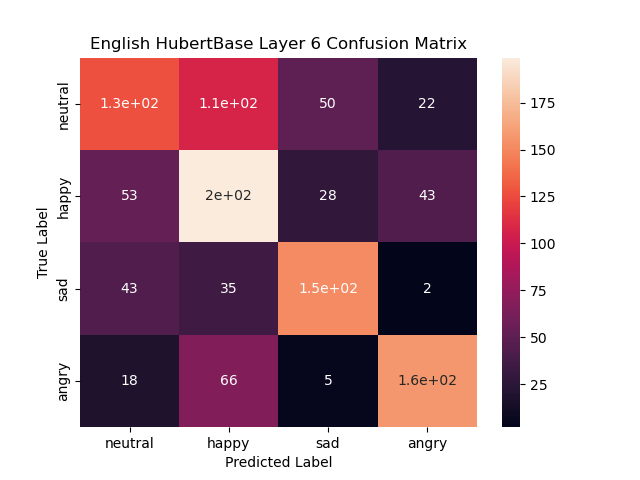 English HubertBase Layer 6 Confusion Matrix
True Label
neutral 1.3e+02 1.1e+02 50 22
happy 53 2e+02 28 43
sad 43 35 1.5e+02 2
angry 18 66 5 1.6e+02
neutral happy sad angry
Predicted Label
175
150
125
100
75
50
25